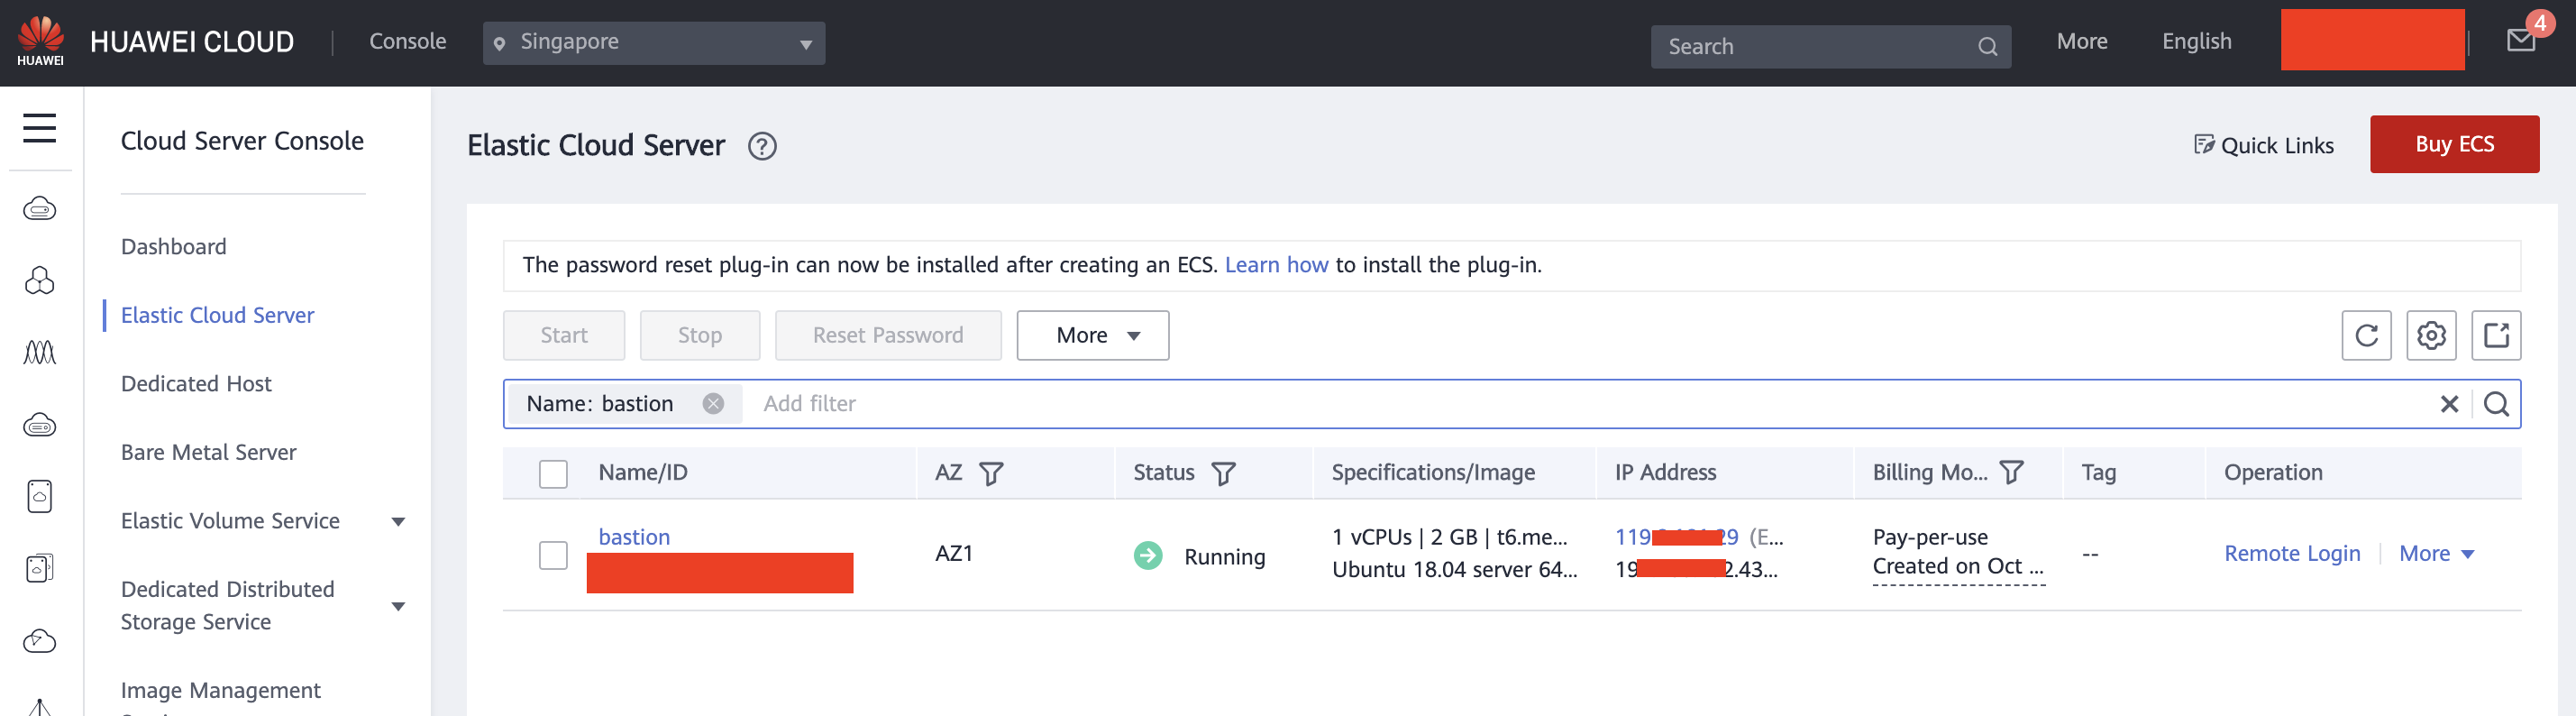 HUAWEI
HUAWEI CLOUD
Console
Singapore
Search
More
English
4
Cloud Server Console
Dashboard
Elastic Cloud Server
Dedicated Host
Bare Metal Server
Elastic Volume Service
Dedicated Distributed
Storage Service
Image Management
Elastic Cloud Server
Quick Links
Buy ECS
The password reset plug-in can now be installed after creating an ECS. Learn how to install the plug-in.
Start
Stop
Reset Password
More
Name: bastion
Add filter
Name/ID
AZ
Status
Specifications/Image
IP Address
Billing Mo...
Tag
Operation
bastion
AZ1
Running
1 vCPUs | 2 GB | t6.me...
Ubuntu 18.04 server 64...
119
29 (E...
19
2.43...
Pay-per-use
Created on Oct ...
--
Remote Login
More